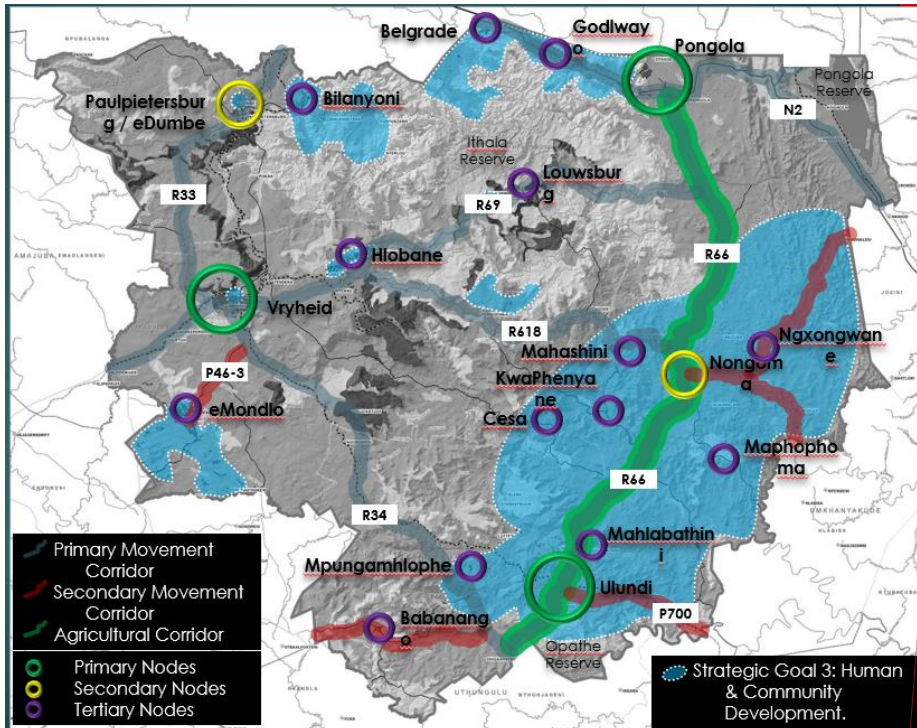 Belgrade
Godlway
o
Pongola
Pongola
Reserve
N2
Paulpietersbur
g / eDumbe
Bilanyoni
Ithala
Reserve
Louwsbur
g
R33
R69
Hlobane
R66
AMAJUBA
Vryheid
R618
Mahashini
Ngxongwan
e
Nongom
a
P46-3
KwaPhenya
ne
eMondlo
Cesa
Maphopho
ma
R66
UMKHANYAKUDE
R34
Mahlabathin
i
Mpungamhlophe
Ulundi
Babanang
o
P700
Opathe
Reserve
UTHUNGULU
Primary Movement
Corridor
Secondary Movement
Corridor
Agricultural Corridor
Primary Nodes
Secondary Nodes
Tertiary Nodes
Strategic Goal 3: Human
& Community
Development.